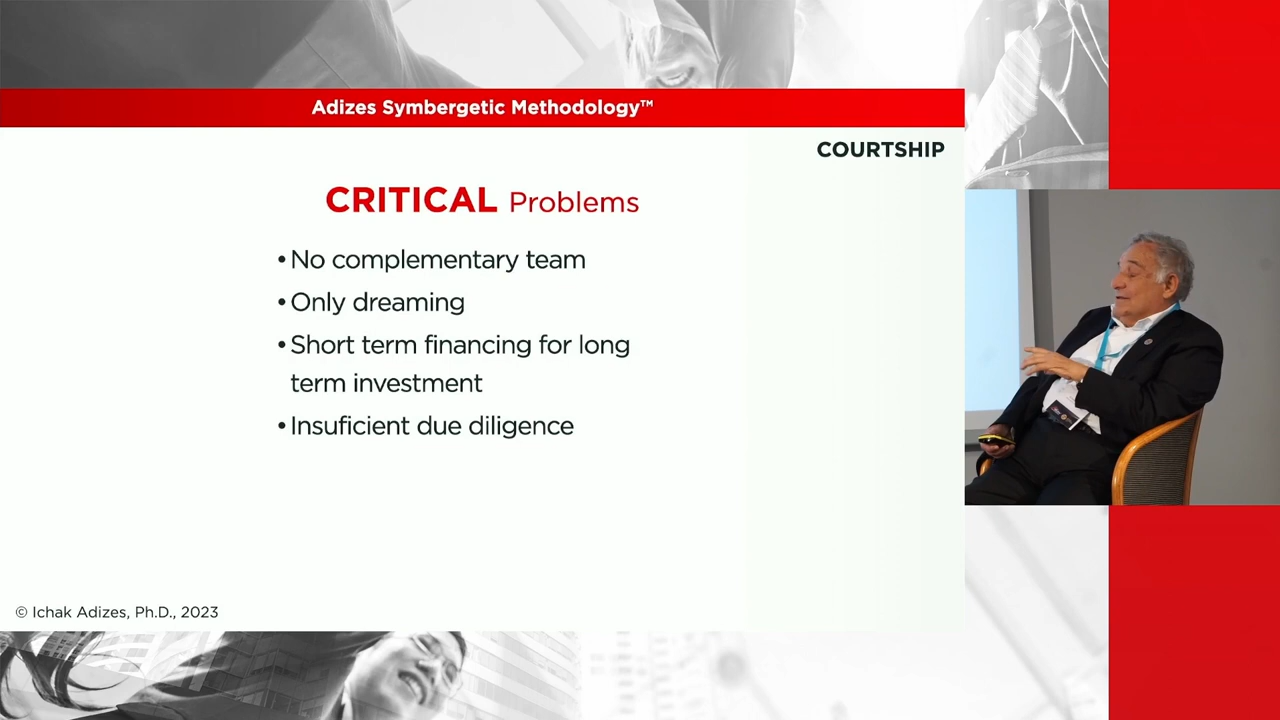 Adizes Symbergetic Methodology™
COURTSHIP
CRITICAL Problems
•No complementary team
•Only dreaming
•Short term financing for long
term investment
•Insuficient due diligence
© Ichak Adizes, Ph.D., 2023